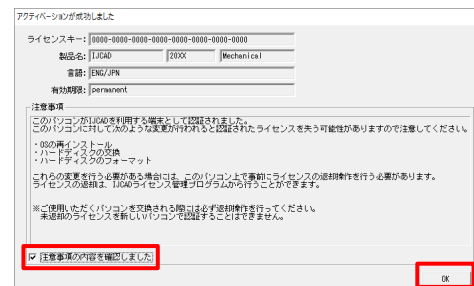 アクティベーションが成功しました
ライセンスキー: 0000-0000-0000-0000-0000-0000-0000-0000
製品名: IJCAD 20XX Mechanical
言語: ENG/JPN
有効期限: permanent
注意事項
このパソコンがIJCADを利用する端末として認証されました。
このパソコンに対して次のような変更が行われると認証されたライセンスを失う可能性がありますので注意してください。
・OSの再インストール
・ハードディスクの交換
・ハードディスクのフォーマット
これらの変更を行う必要がある場合には、このパソコン上で事前にライセンスの返却操作を行う必要があります。
ライセンスの返却は、IJCADライセンス管理プログラムから行うことができます。
※ご使用いただくパソコンを交換される際には必ず返却操作を行ってください。
未返却のライセンスを新しいパソコンで認証することはできません。
注意事項の内容を確認しました
OK